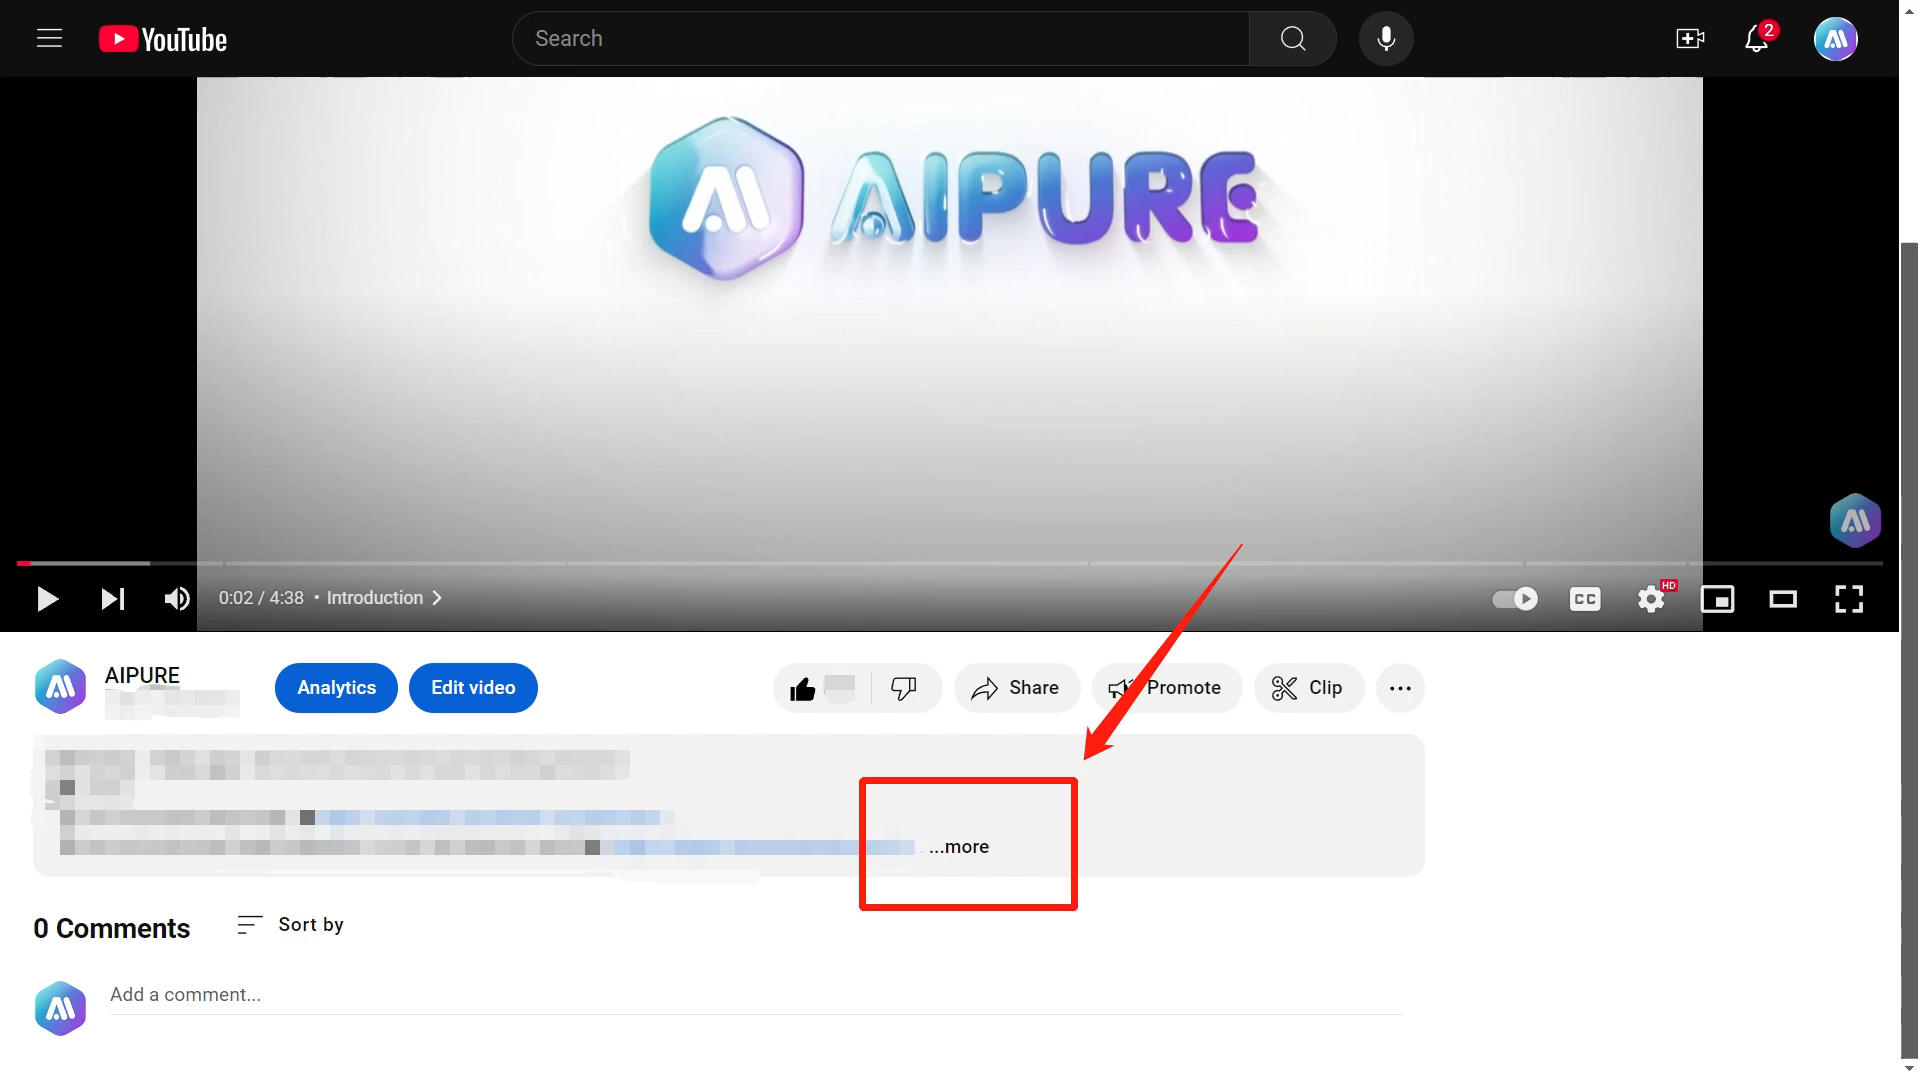 YouTube
Search
2
AIPURE
0:02 / 4:38 • Introduction
CC
HD
AIPURE
Analytics
Edit video
Share
Promote
Clip
...more
0 Comments
Sort by
Add a comment...